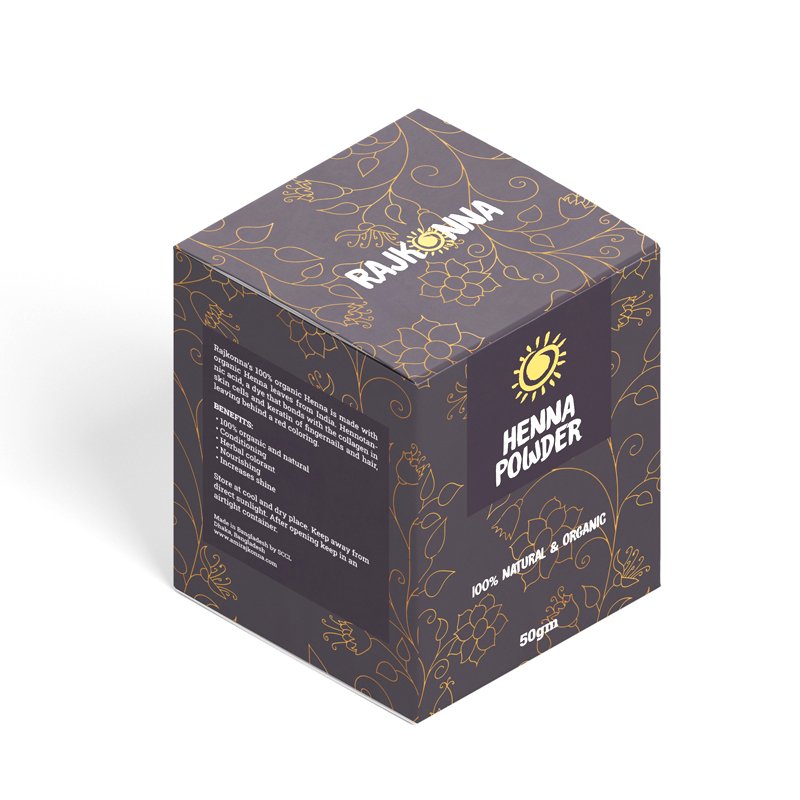 RAJKONNA
Rajkonna's 100% organic Henna is made with
organic Henna leaves from India. Hennotan-
nic acid, a dye that bonds with the collagen in
skin cells and keratin of fingernails and hair,
leaving behind a red coloring.
BENEFITS:
• 100% organic and natural
• Conditioning
• Herbal colorant
• Nourishing
• Increases shine
Store at cool and dry place. Keep away from
direct sunlight. After opening keep in an
airtight container.
Made in Bangladesh by SCCL
Dhaka, Bangladesh
www.amirajkonna.com
HENNA
POWDER
100% NATURAL & ORGANIC
50gm